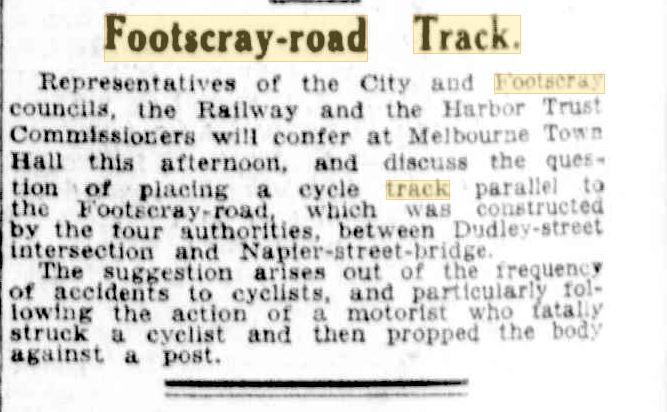 Footscray-road Track.
Representatives of the City and Footscray
councils, the Railway and the Harbor Trust
Commissioners will confer at Melbourne Town
Hall this afternoon, and discuss the ques-
tion of placing a cycle track parallel to
the Footscray-road, which was constructed
by the four authorities, between Dudley-street
intersection and Napier-street-bridge.
The suggestion arises out of the frequency
of accidents to cyclists, and particularly fol-
lowing the action of a motorist who fatally
struck a cyclist and then propped the body
against a post.